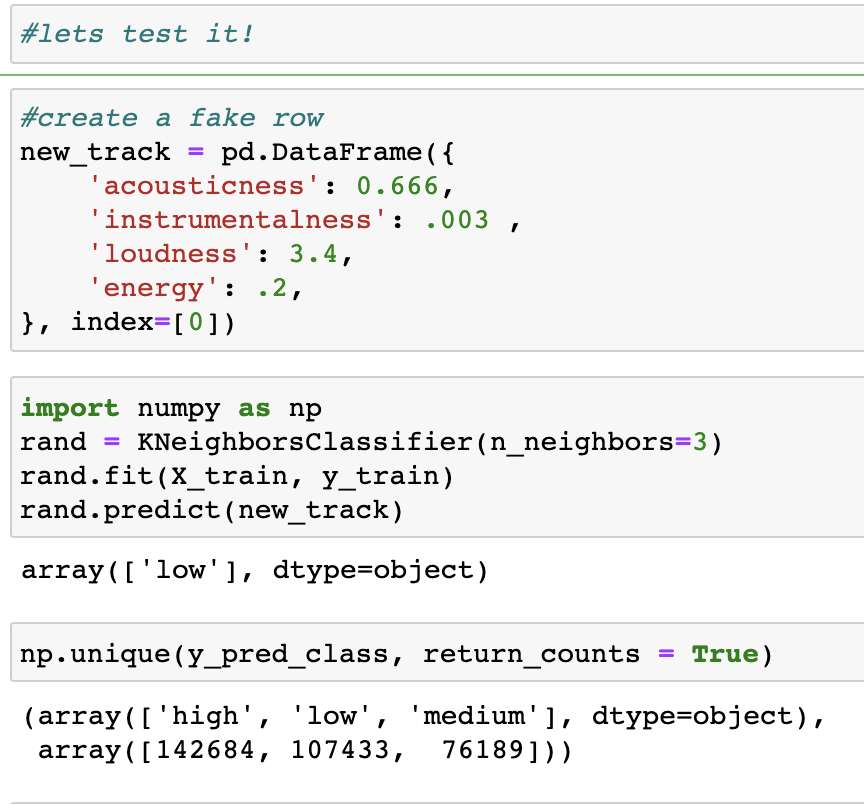 #lets test it!
#create a fake row
new_track = pd.DataFrame({
    'acousticness': 0.666,
    'instrumentalness': .003 ,
    'loudness': 3.4,
    'energy': .2,
}, index=[0])
import numpy as np
rand = KNeighborsClassifier(n_neighbors=3)
rand.fit(X_train, y_train)
rand.predict(new_track)
array(['low'], dtype=object)
np.unique(y_pred_class, return_counts = True)
(array(['high', 'low', 'medium'], dtype=object),
 array([142684, 107433,  76189]))